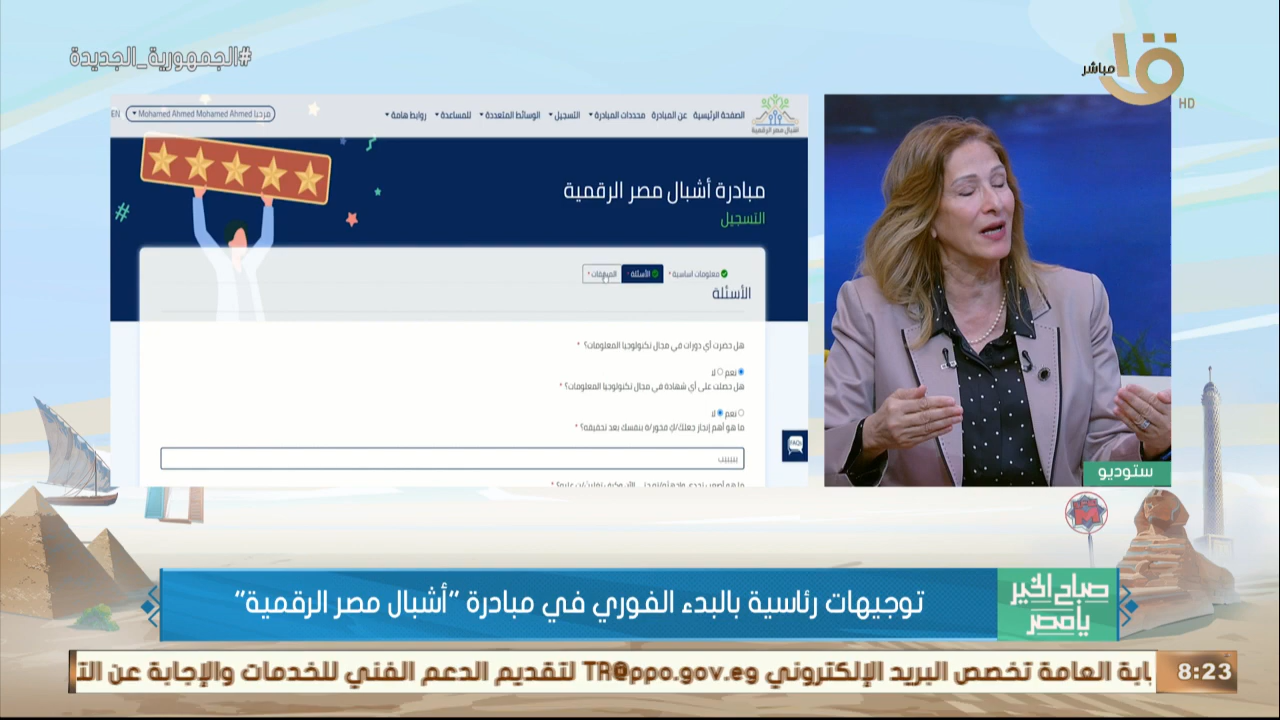 #الجمهورية_الجديدة
مباشر
HD
أشبال مصر الرقمية
الصفحة الرئيسية
عن المبادرة
محددات المبادرة
التسجيل
الوسائط المتعددة
للمساعدة
روابط هامة
مرحبا Mohamed Ahmed Mohamed Ahmed
EN
مبادرة أشبال مصر الرقمية
التسجيل
معلومات اساسية *
الأسئلة *
الأسئلة
هل حضرت أي دورات في مجال تكنولوجيا المعلومات؟ *
نعم لا
هل حصلت على أي شهادة في مجال تكنولوجيا المعلومات؟ *
نعم لا
ما هو أهم إنجاز جعلك/كِ فخور/ة بنفسك بعد تحقيقه؟ *
FAQs
ستوديو
صباح الخير
يا مصر
توجيهات رئاسية بالبدء الفوري في مبادرة "أشبال مصر الرقمية"
8:23
يابة العامة تخصص البريد الإلكتروني TR@ppo.gov.eg لتقديم الدعم الفني للخدمات والإجابة عن الت